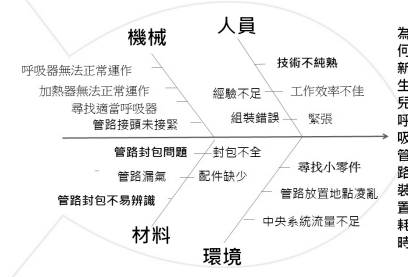 機械
人員
呼吸器無法正常運作
加熱器無法正常運作
尋找適當呼吸器
管路接頭未接緊
技術不純熟
經驗不足
工作效率不佳
組裝錯誤
緊張
管路封包問題
封包不全
管路漏氣
配件缺少
管路封包不易辨識
材料
尋找小零件
管路放置地點凌亂
中央系統流量不足
環境
為何新生兒呼吸管路裝置耗時